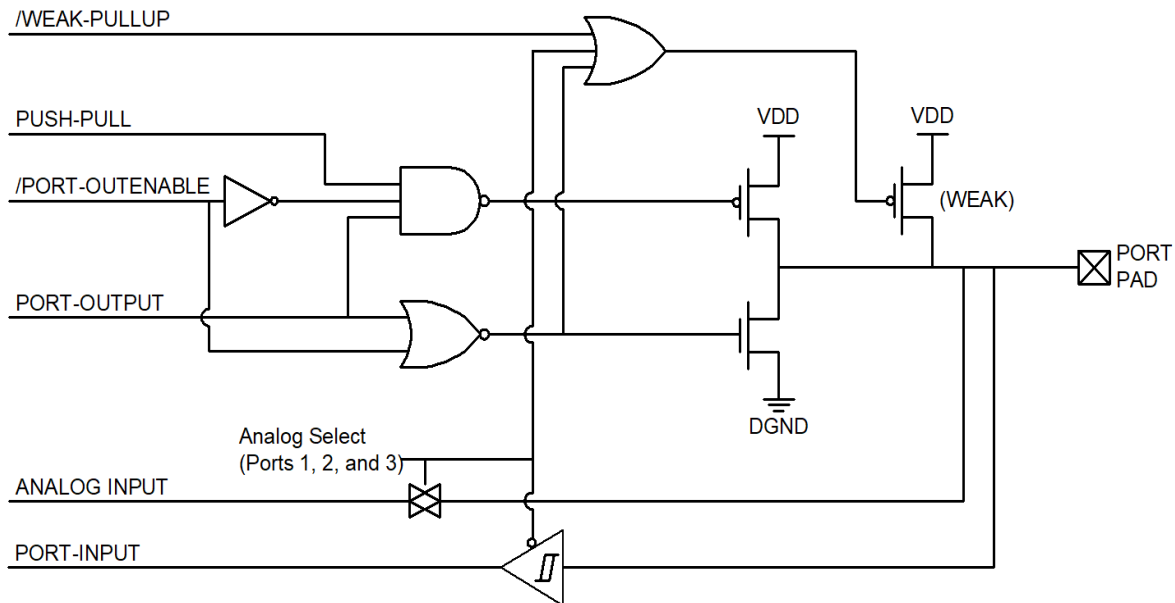 /WEAK-PULLUP
PUSH-PULL
VDD
VDD
/PORT-OUTENABLE
(WEAK)
PORT
PAD
PORT-OUTPUT
DGND
Analog Select
(Ports 1, 2, and 3)
ANALOG INPUT
PORT-INPUT